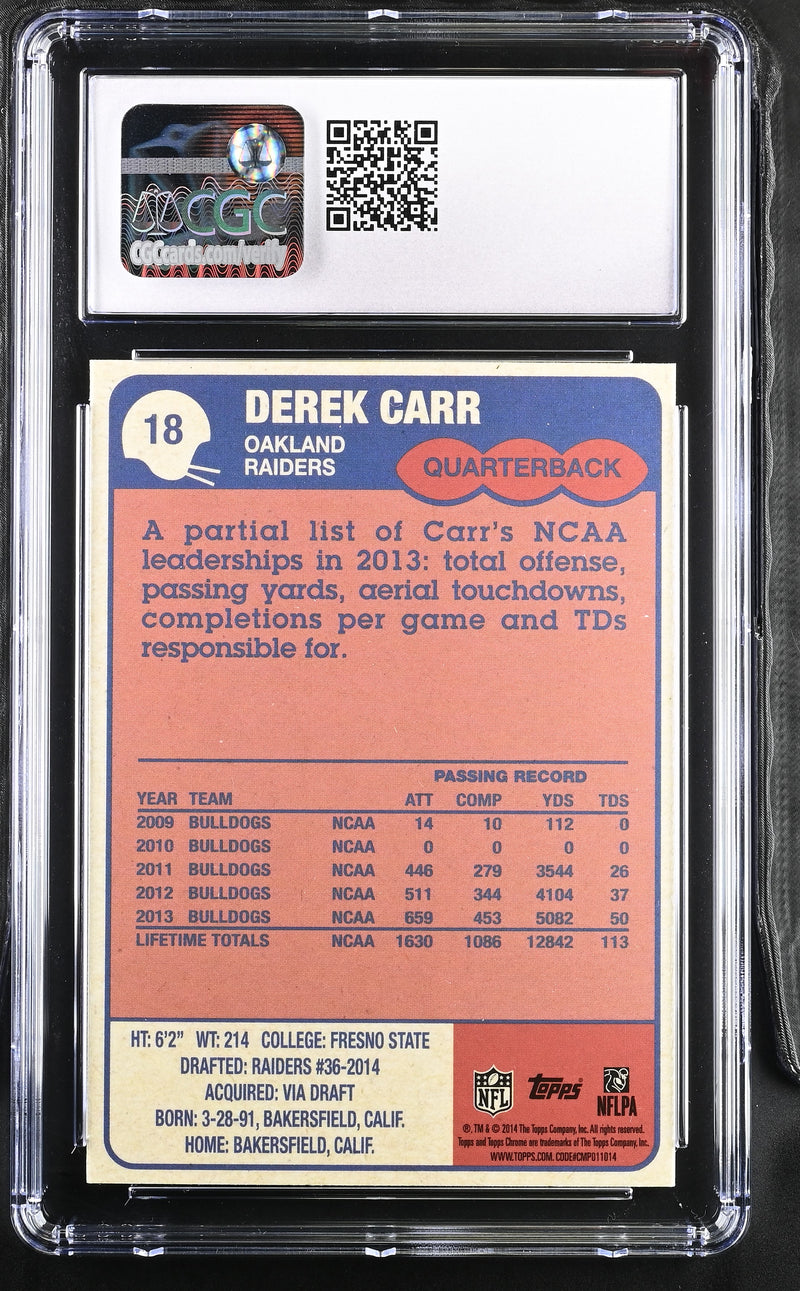 CGC
CGCcards.com/verify
18
DEREK CARR
OAKLAND
RAIDERS
QUARTERBACK
A partial list of Carr's NCAA
leaderships in 2013: total offense,
passing yards, aerial touchdowns,
completions per game and TDs
responsible for.
PASSING RECORD
YEAR TEAM ATT COMP YDS TDS
2009 BULLDOGS NCAA 14 10 112 0
2010 BULLDOGS NCAA 0 0 0 0
2011 BULLDOGS NCAA 446 279 3544 26
2012 BULLDOGS NCAA 511 344 4104 37
2013 BULLDOGS NCAA 659 453 5082 50
LIFETIME TOTALS NCAA 1630 1086 12842 113
HT: 6'2" WT: 214 COLLEGE: FRESNO STATE
DRAFTED: RAIDERS #36-2014
ACQUIRED: VIA DRAFT
BORN: 3-28-91, BAKERSFIELD, CALIF.
HOME: BAKERSFIELD, CALIF.
NFL
Topps
NFLPA
®, TM & © 2014 The Topps Company, Inc. All rights reserved.
Topps and Topps Chrome are trademarks of The Topps Company, Inc.
WWW.TOPPS.COM. CODE#CMP011014